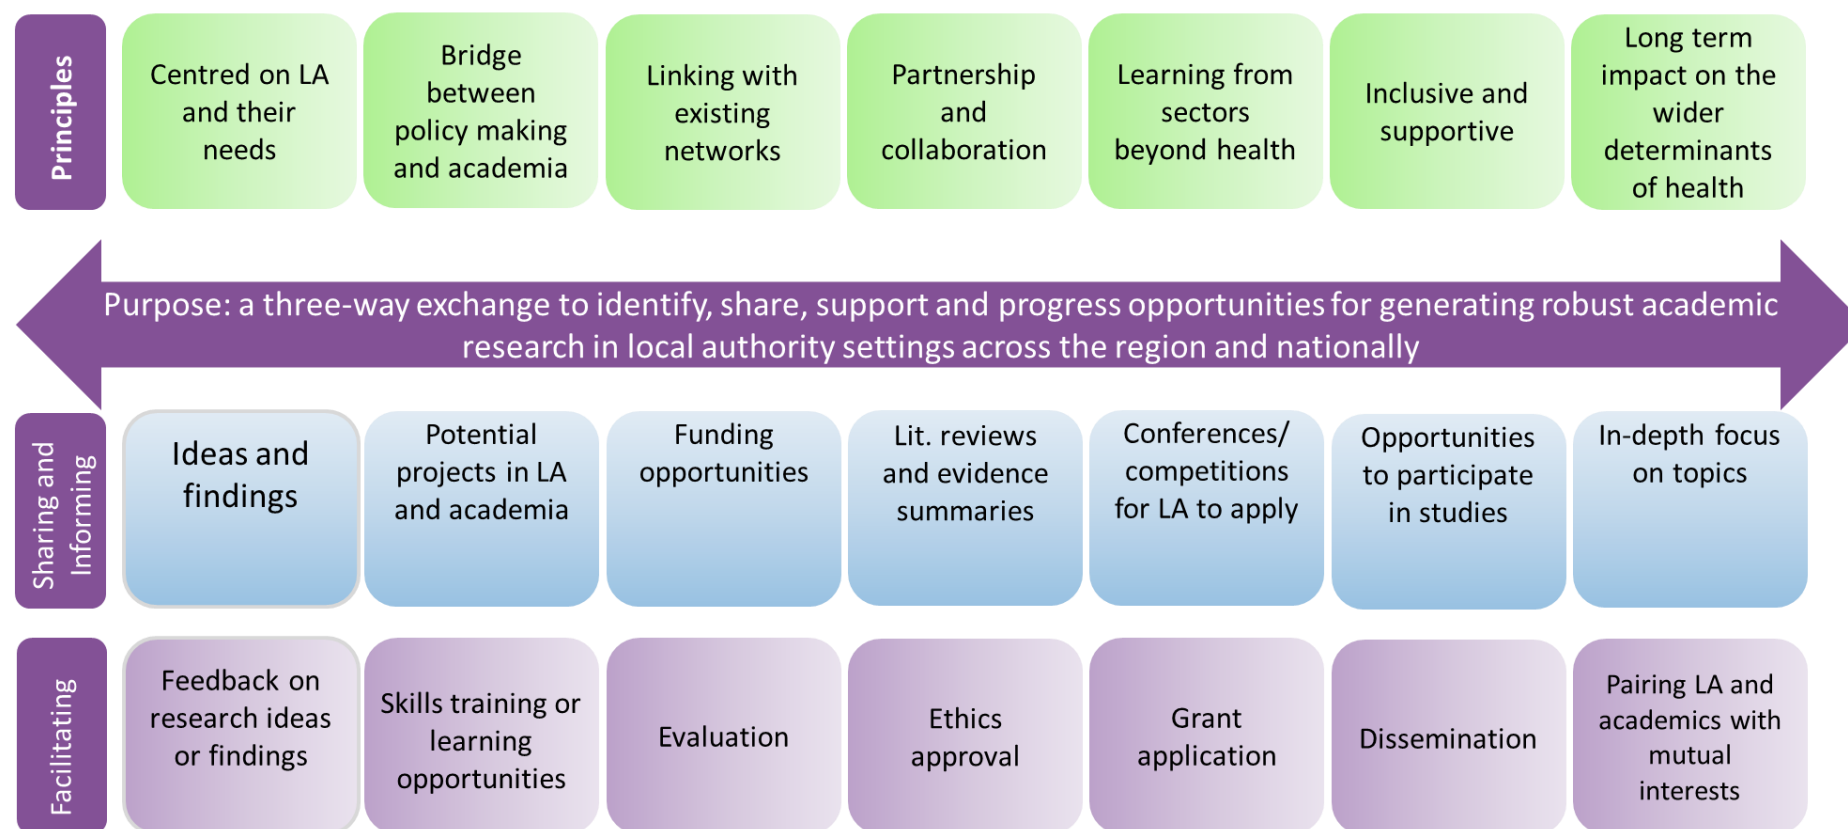 Principles
Centred on LA
and their
needs
Bridge
between
policy making
and academia
Linking with
existing
networks
Partnership
and
collaboration
Learning from
sectors
beyond health
Inclusive and
supportive
Long term
impact on the
wider
determinants
of health
Purpose: a three-way exchange to identify, share, support and progress opportunities for generating robust academic
research in local authority settings across the region and nationally
Sharing and
Informing
Ideas and
findings
Potential
projects in LA
and academia
Funding
opportunities
Lit. reviews
and evidence
summaries
Conferences/
competitions
for LA to apply
Opportunities
to participate
in studies
In-depth focus
on topics
Facilitating
Feedback on
research ideas
or findings
Skills training or
learning
opportunities
Evaluation
Ethics
approval
Grant
application
Dissemination
Pairing LA and
academics with
mutual
interests